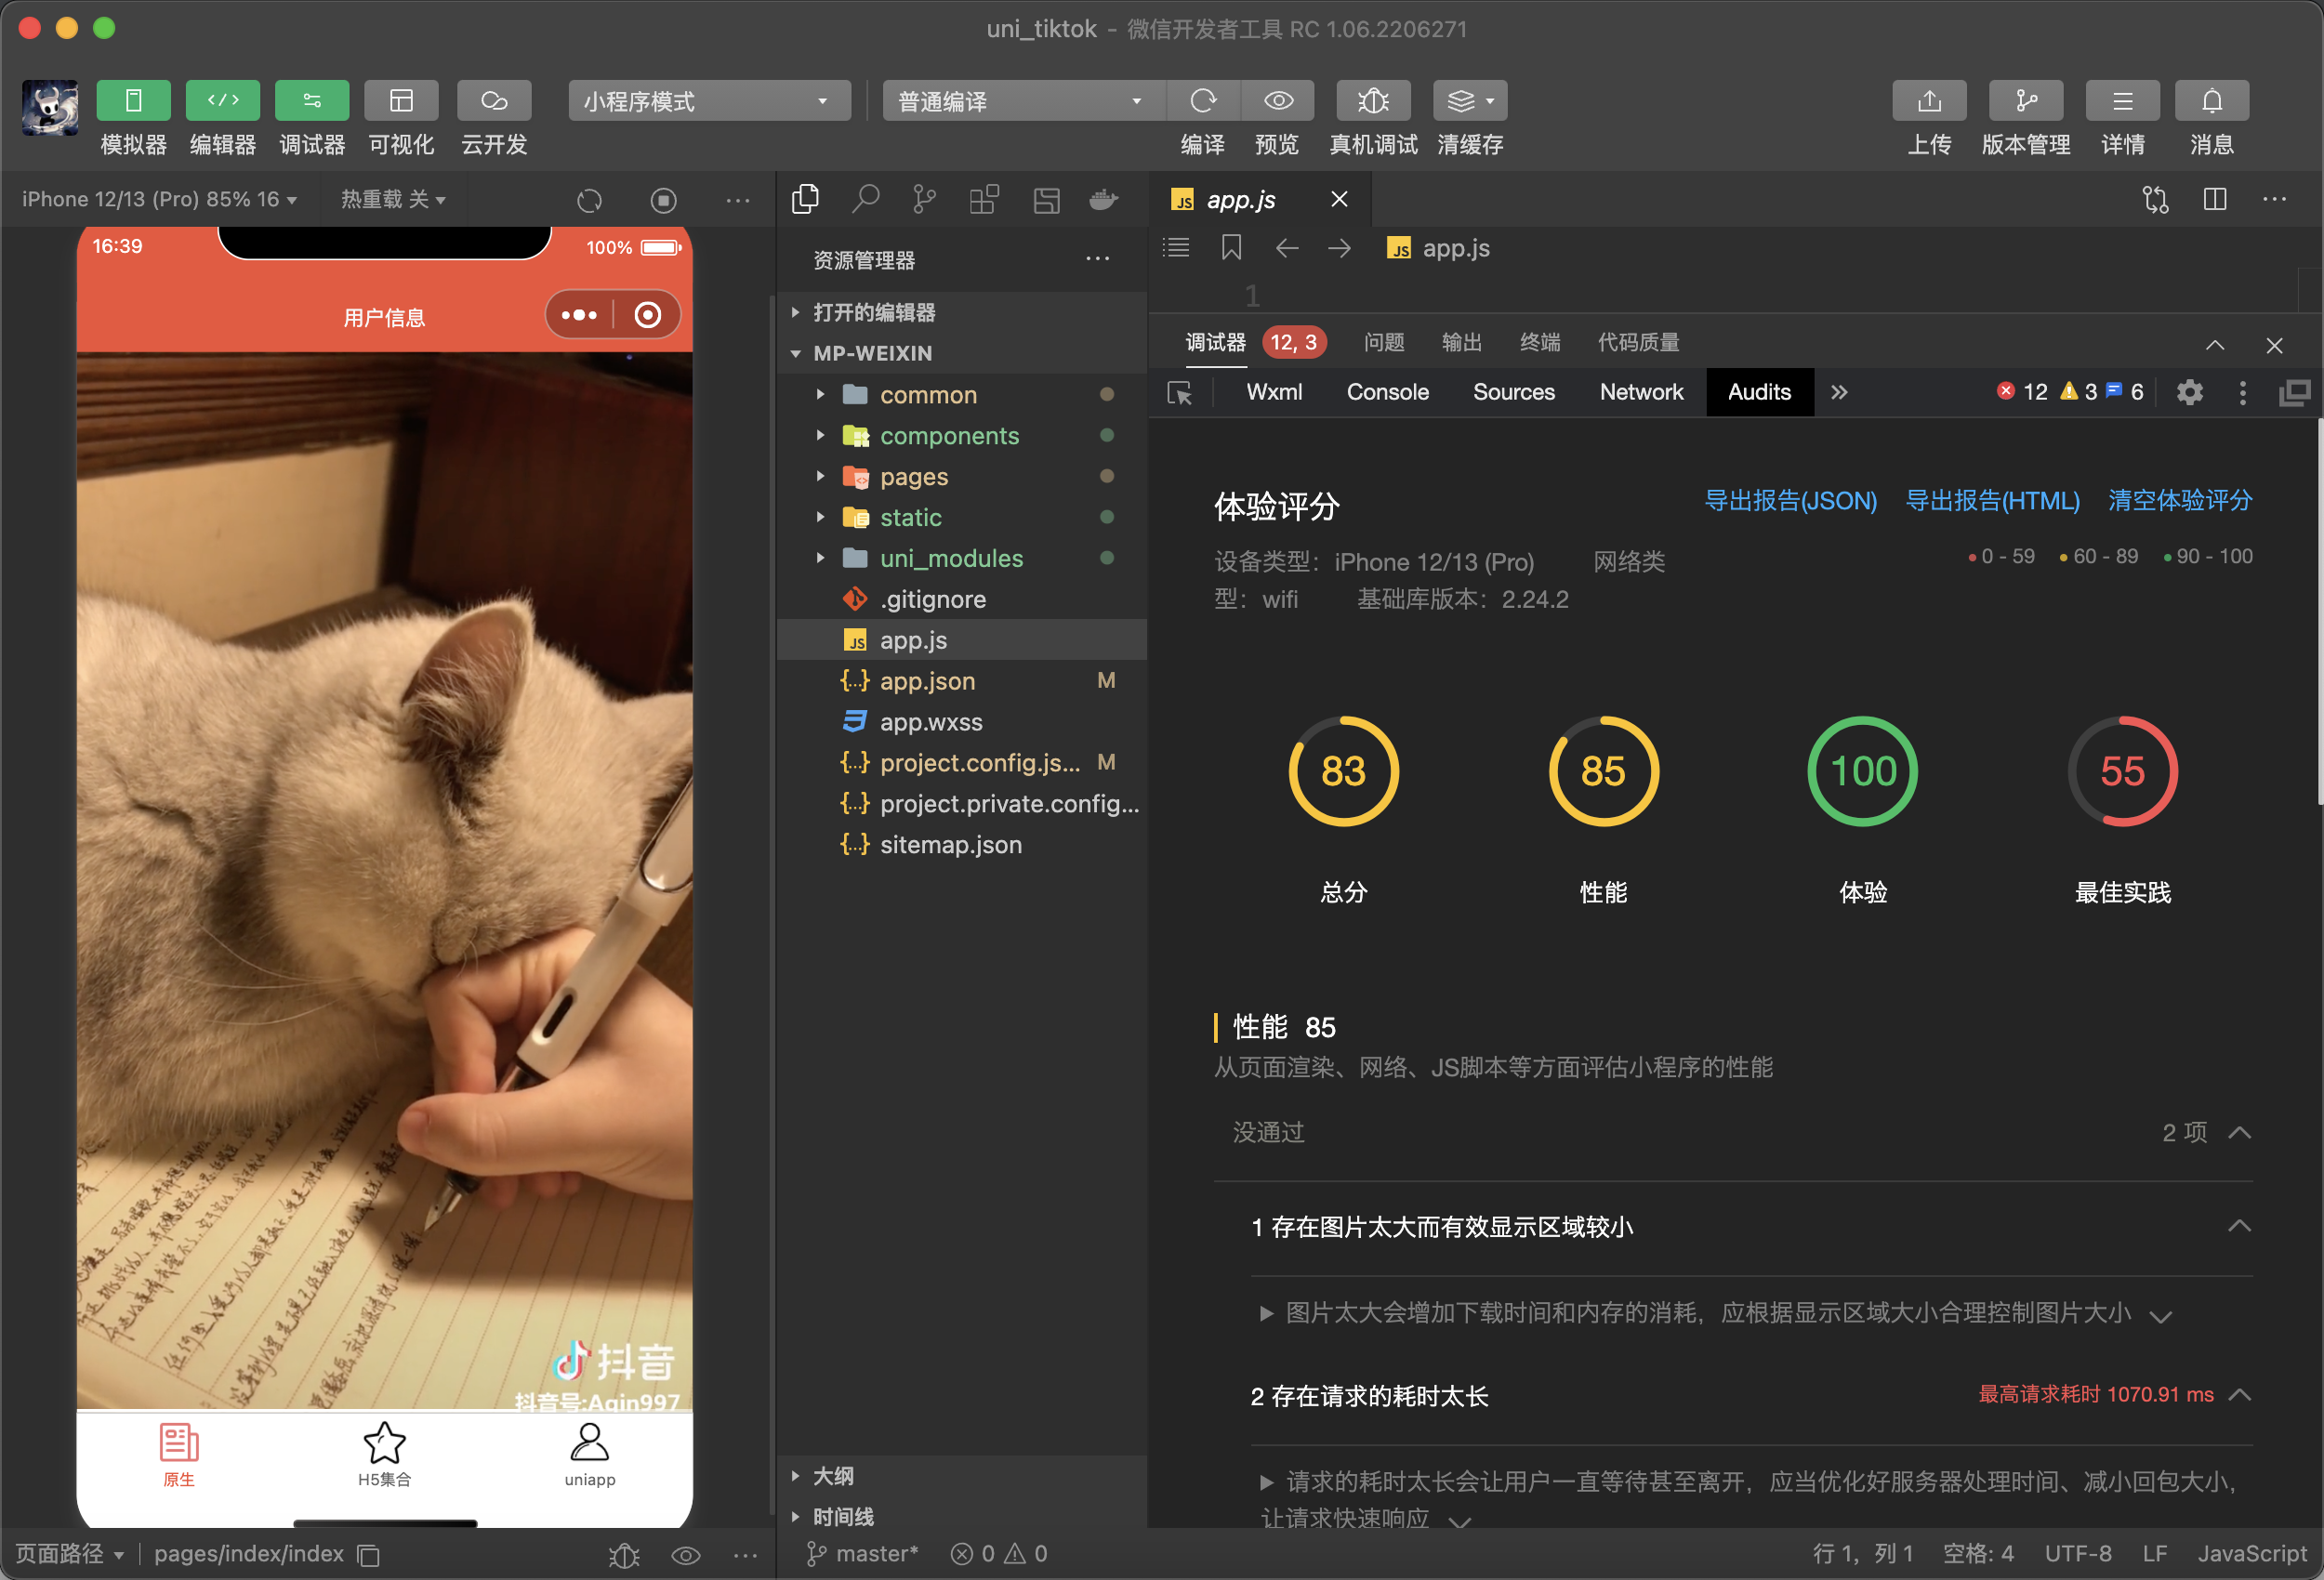 uni_tiktok – 微信开发者工具 RC 1.06.2206271
模拟器 编辑器 调试器 可视化 云开发
小程序模式 普通编译
编译 预览 真机调试 清缓存
上传 版本管理 详情 消息
iPhone 12/13 (Pro) 85% 16 热重载 关
16:39 100%
用户信息
抖音
抖音号:Aqin997
原生 H5集合 uniapp
页面路径 pages/index/index
资源管理器
打开的编辑器
MP-WEIXIN
common
components
pages
static
uni_modules
.gitignore
JS app.js
{..} app.json M
app.wxss
{..} project.config.js... M
{..} project.private.config...
{..} sitemap.json
大纲
时间线
master* 0 0
JS app.js
JS app.js
1
调试器 12, 3 问题 输出 终端 代码质量
Wxml Console Sources Network Audits 12 3 6
体验评分 导出报告(JSON) 导出报告(HTML) 清空体验评分
设备类型：iPhone 12/13 (Pro) 网络类
型：wifi 基础库版本：2.24.2
0 - 59 60 - 89 90 - 100
83 85 100 55
总分 性能 体验 最佳实践
性能 85
从页面渲染、网络、JS脚本等方面评估小程序的性能
没通过 2 项
1 存在图片太大而有效显示区域较小
图片太大会增加下载时间和内存的消耗，应根据显示区域大小合理控制图片大小
2 存在请求的耗时太长 最高请求耗时 1070.91 ms
请求的耗时太长会让用户一直等待甚至离开，应当优化好服务器处理时间、减小回包大小，
让请求快速响应
行 1，列 1 空格: 4 UTF-8 LF JavaScript